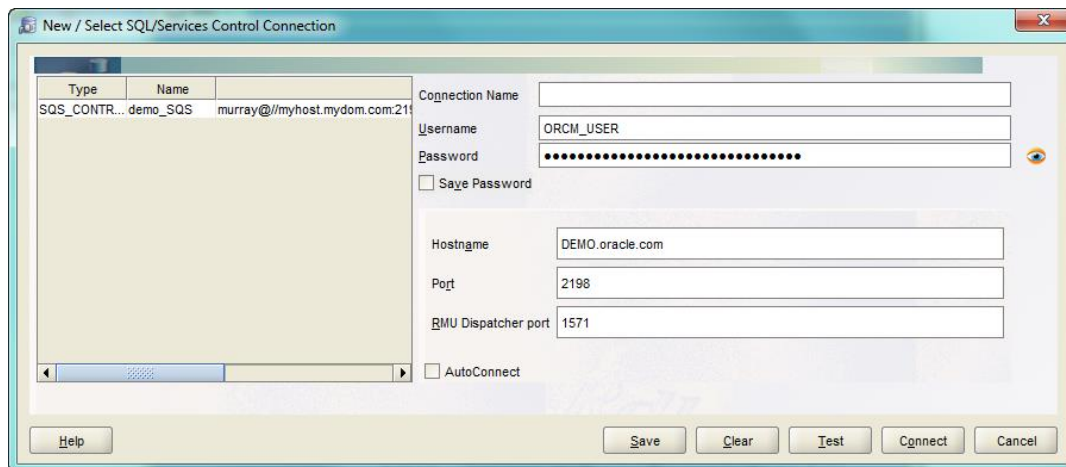 New / Select SQL/Services Control Connection
Type Name
SQS_CONTR... demo_SQS murray@//myhost.mydom.com:219
Connection Name
Username ORCM_USER
Password ●●●●●●●●●●●●●●●●●●●●●●●●●●●●●●●
Save Password
Hostname DEMO.oracle.com
Port 2198
RMU Dispatcher port 1571
AutoConnect
Help Save Clear Test Connect Cancel